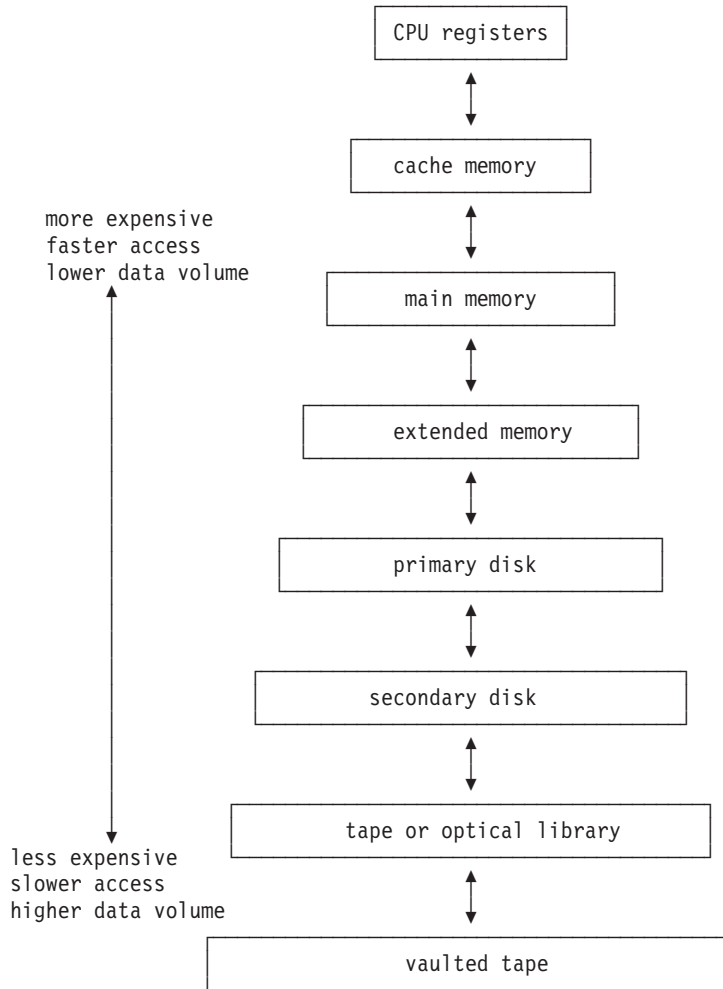 CPU registers
cache memory
more expensive
faster access
lower data volume
main memory
extended memory
primary disk
secondary disk
tape or optical library
less expensive
slower access
higher data volume
vaulted tape